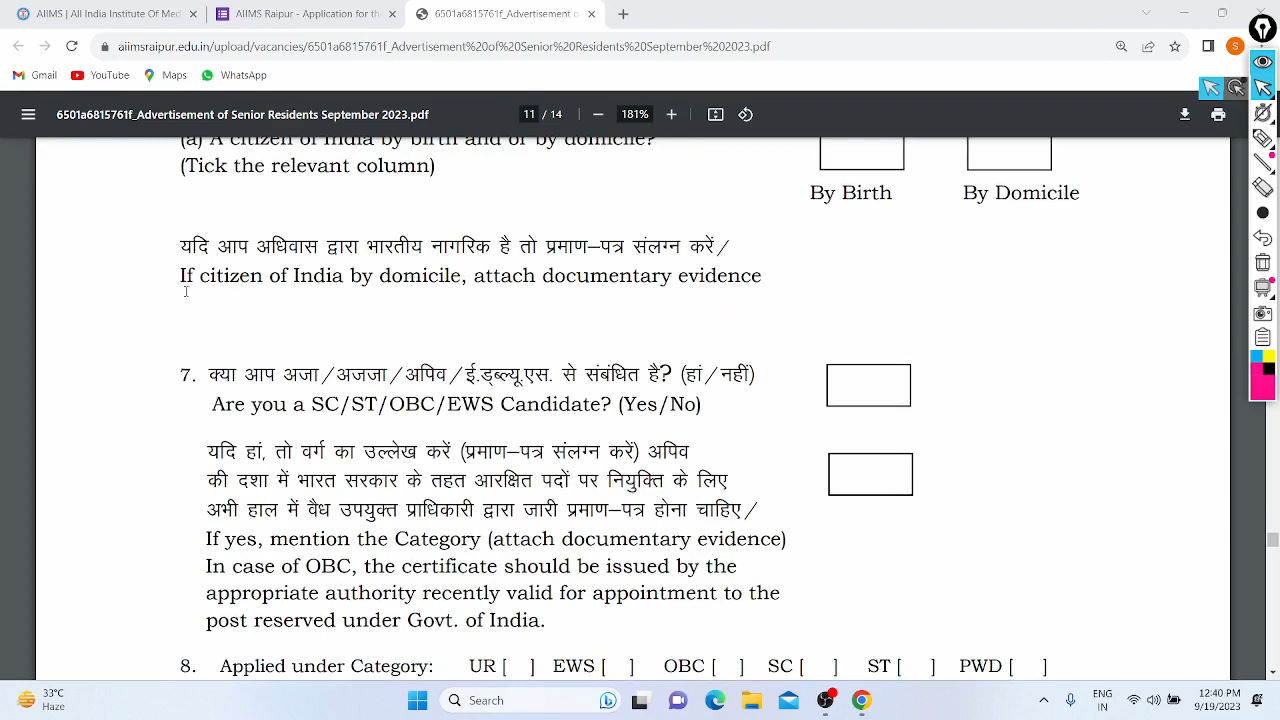 AIIMS | All India Institute Of Med
AIIMS Raipur - Application for the
6501a6815761f_Advertisement o
aiimsraipur.edu.in/upload/vacancies/6501a6815761f_Advertisement%20of%20Senior%20Residents%20September%202023.pdf
Gmail YouTube Maps WhatsApp
6501a6815761f_Advertisement of Senior Residents September 2023.pdf 11 / 14 181%
(a) A citizen of India by birth and or by domicile?
(Tick the relevant column)
By Birth By Domicile
यदि आप अधिवास द्वारा भारतीय नागरिक है तो प्रमाण–पत्र संलग्न करें/
If citizen of India by domicile, attach documentary evidence
7. क्या आप अजा/अजजा/अपिव/ई.ड्ब्ल्यू.एस से संबंधित है? (हां/नहीं)
Are you a SC/ST/OBC/EWS Candidate? (Yes/No)
यदि हां, तो वर्ग का उल्लेख करें (प्रमाण–पत्र संलग्न करें) अपिव
की दशा में भारत सरकार के तहत आरक्षित पदों पर नियुक्ति के लिए
अभी हाल में वैध उपयुक्त प्राधिकारी द्वारा जारी प्रमाण–पत्र होना चाहिए/
If yes, mention the Category (attach documentary evidence)
In case of OBC, the certificate should be issued by the
appropriate authority recently valid for appointment to the
post reserved under Govt. of India.
8. Applied under Category: UR [ ] EWS [ ] OBC [ ] SC [ ] ST [ ] PWD [ ]
33°C
Haze
Search
ENG
IN
12:40 PM
9/19/2023